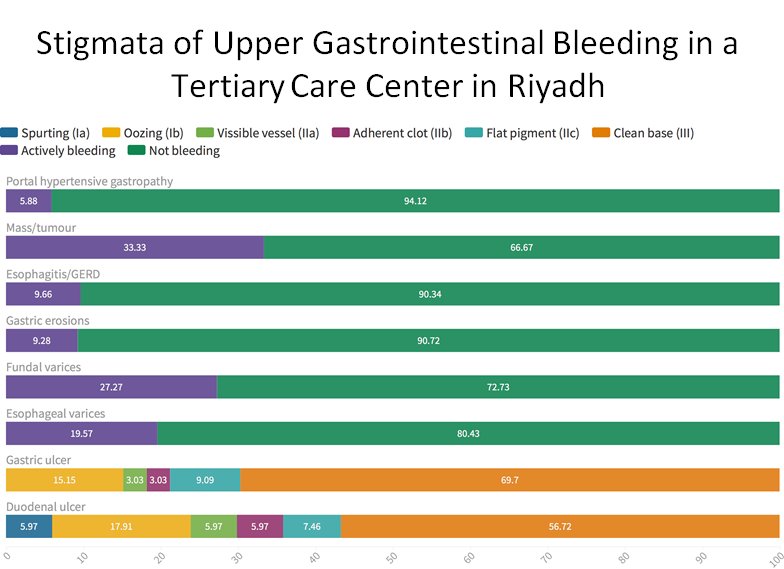 Stigmata of Upper Gastrointestinal Bleeding in a
Tertiary Care Center in Riyadh
Spurting (Ia) Oozing (Ib) Vissible vessel (IIa) Adherent clot (IIb) Flat pigment (IIc) Clean base (III)
Actively bleeding Not bleeding
Portal hypertensive gastropathy
5.88 94.12
Mass/tumour
33.33 66.67
Esophagitis/GERD
9.66 90.34
Gastric erosions
9.28 90.72
Fundal varices
27.27 72.73
Esophageal varices
19.57 80.43
Gastric ulcer
15.15 3.03 3.03 9.09 69.7
Duodenal ulcer
5.97 17.91 5.97 5.97 7.46 56.72
0 10 20 30 40 50 60 70 80 90 100